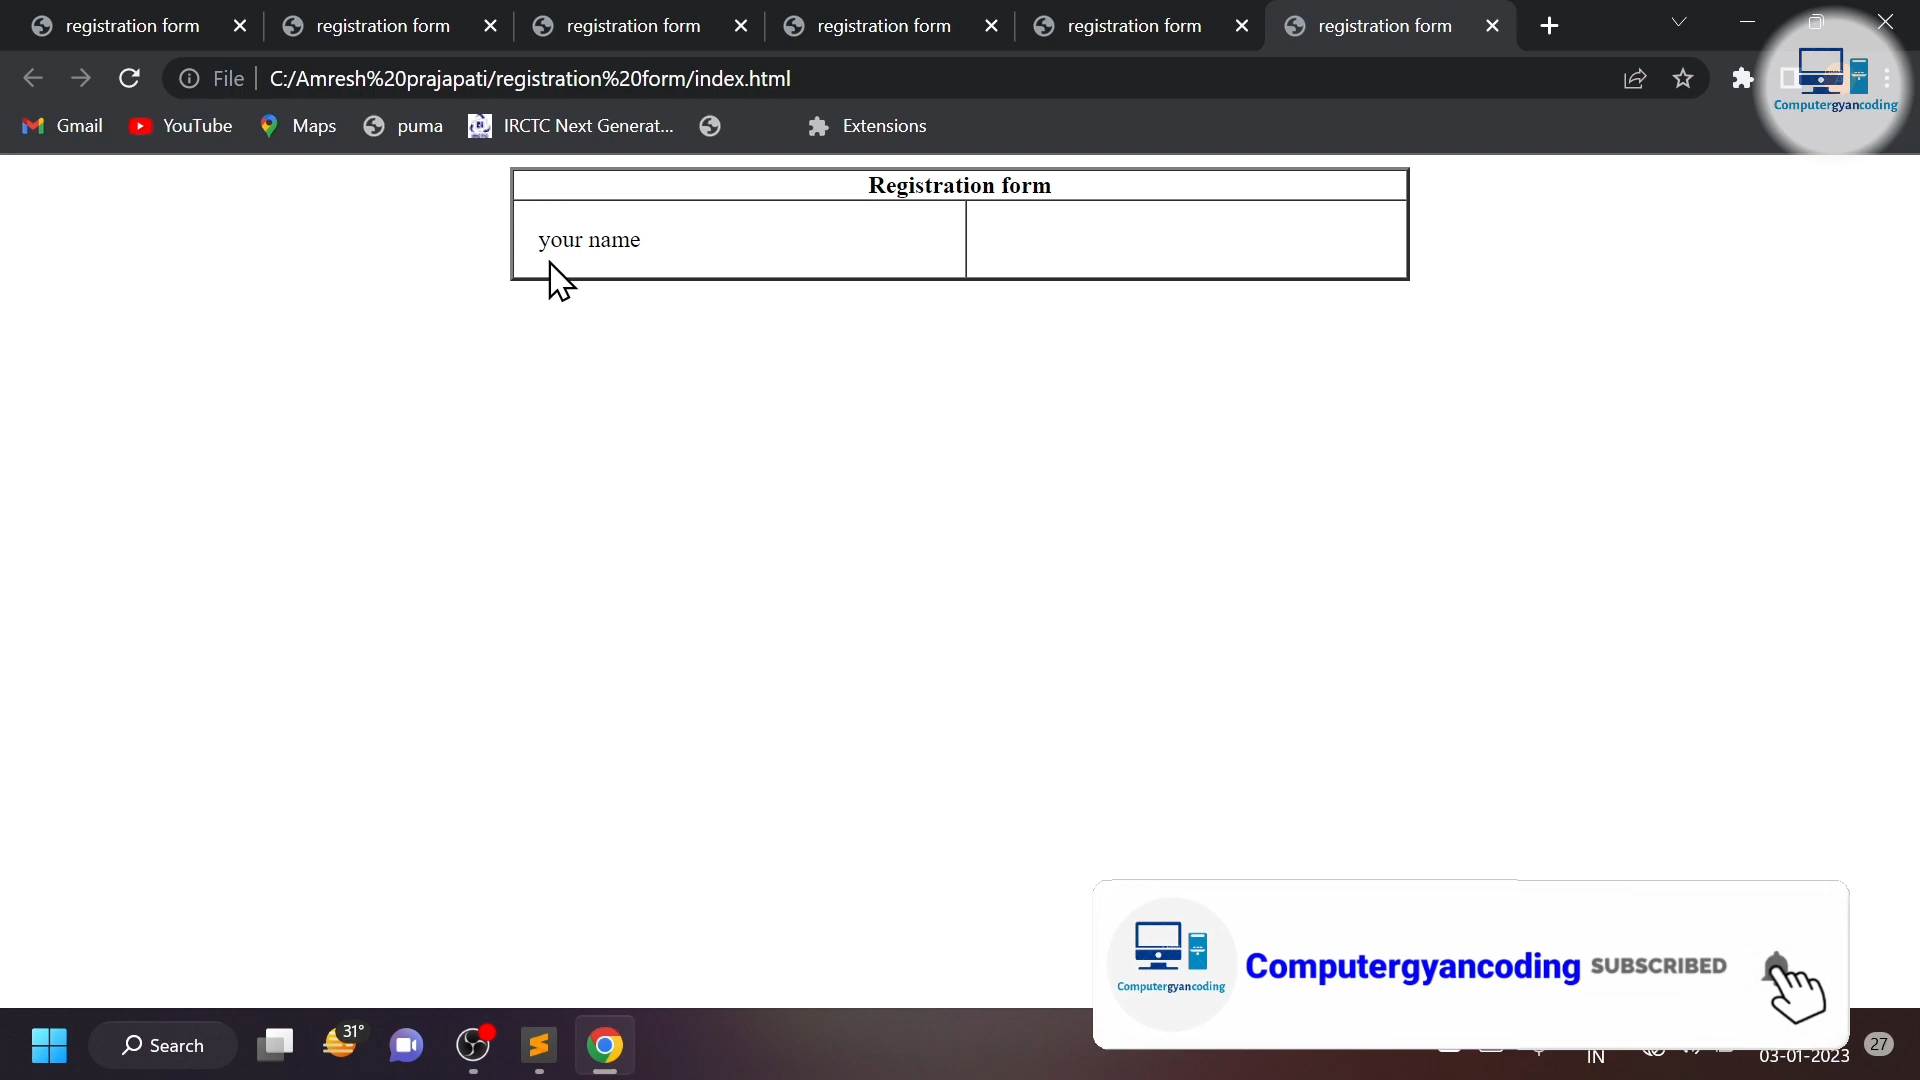 registration form registration form registration form registration form registration form registration form
File C:/Amresh%20prajapati/registration%20form/index.html
Computergyancoding
Gmail YouTube Maps puma IRCTC Next Generat... Extensions
Registration form
your name
Computergyancoding SUBSCRIBED
Computergyancoding
Search 31° IN 03-01-2023 27